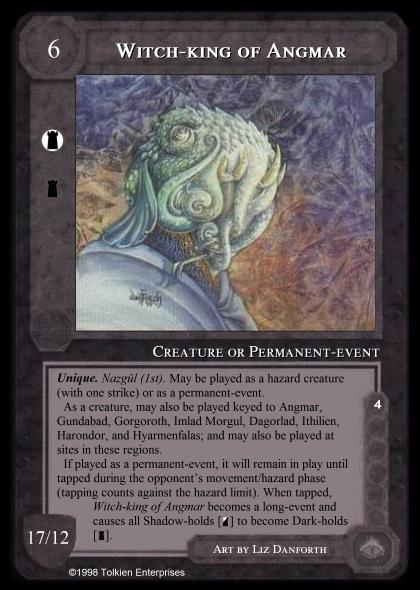 6
WITCH-KING OF ANGMAR
CREATURE OR PERMANENT-EVENT
Unique. Nazgûl (1st). May be played as a hazard creature
(with one strike) or as a permanent-event.
As a creature, may also be played keyed to Angmar,
Gundabad, Gorgoroth, Imlad Morgul, Dagorlad, Ithilien,
Harondor, and Hyarmenfalas; and may also be played at
sites in these regions.
If played as a permanent-event, it will remain in play until
tapped during the opponent's movement/hazard phase
(tapping counts against the hazard limit). When tapped,
Witch-king of Angmar becomes a long-event and
causes all Shadow-holds [ ] to become Dark-holds
[ ].
4
17/12
ART BY LIZ DANFORTH
©1998 Tolkien Enterprises